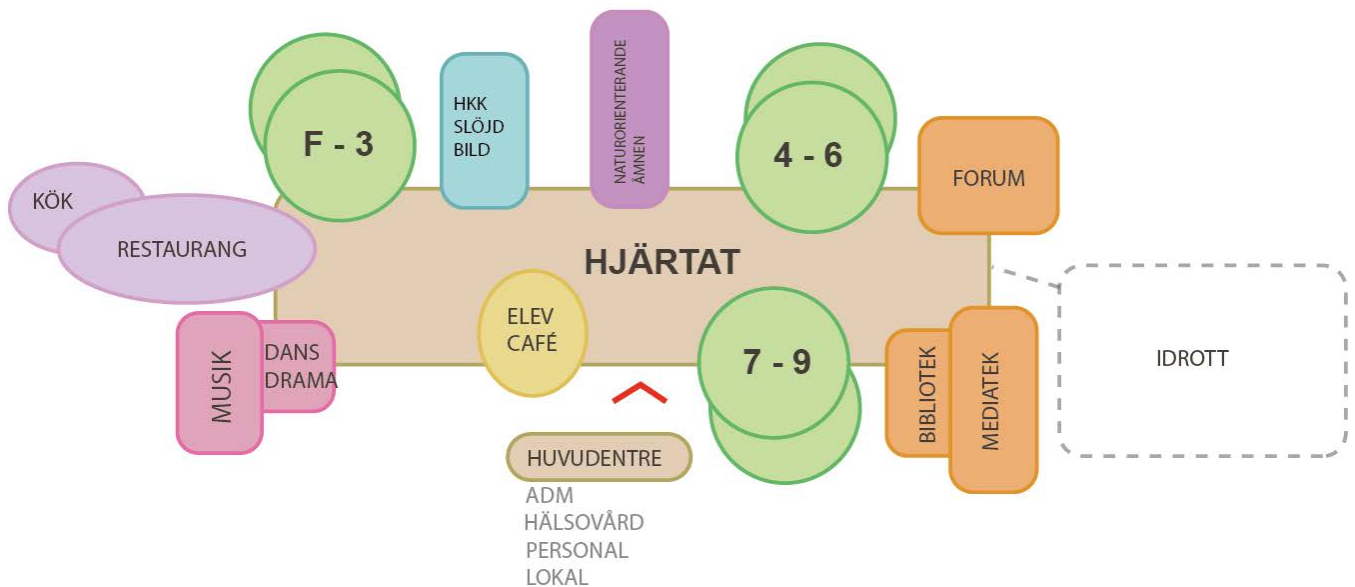 HKK
SLÖJD
BILD
NATURORIENTERANDE
ÄMNEN
F - 3
4 - 6
FORUM
KÖK
RESTAURANG
HJÄRTAT
ELEV
CAFÉ
MUSIK
DANS
DRAMA
7 - 9
BIBLIOTEK
MEDIATEK
IDROTT
HUVUDENTRE
ADM
HÄLSOVÅRD
PERSONAL
LOKAL